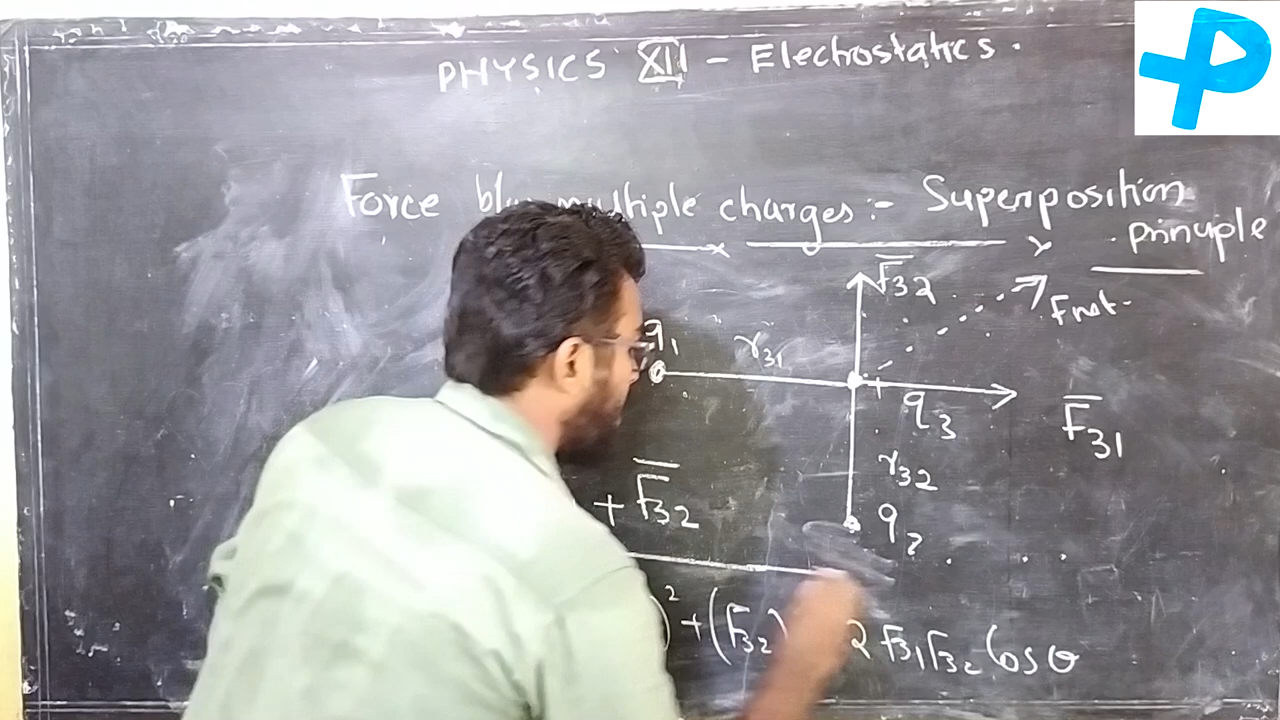 PHYSICS XII - Electrostatics.
Force b/w multiple charges:- Superposition
principle
F32
Fnet.
q1
r31
q3
F31
r32
+ F32
q2
)² + (F32) 2 F31 F32 Cos θ